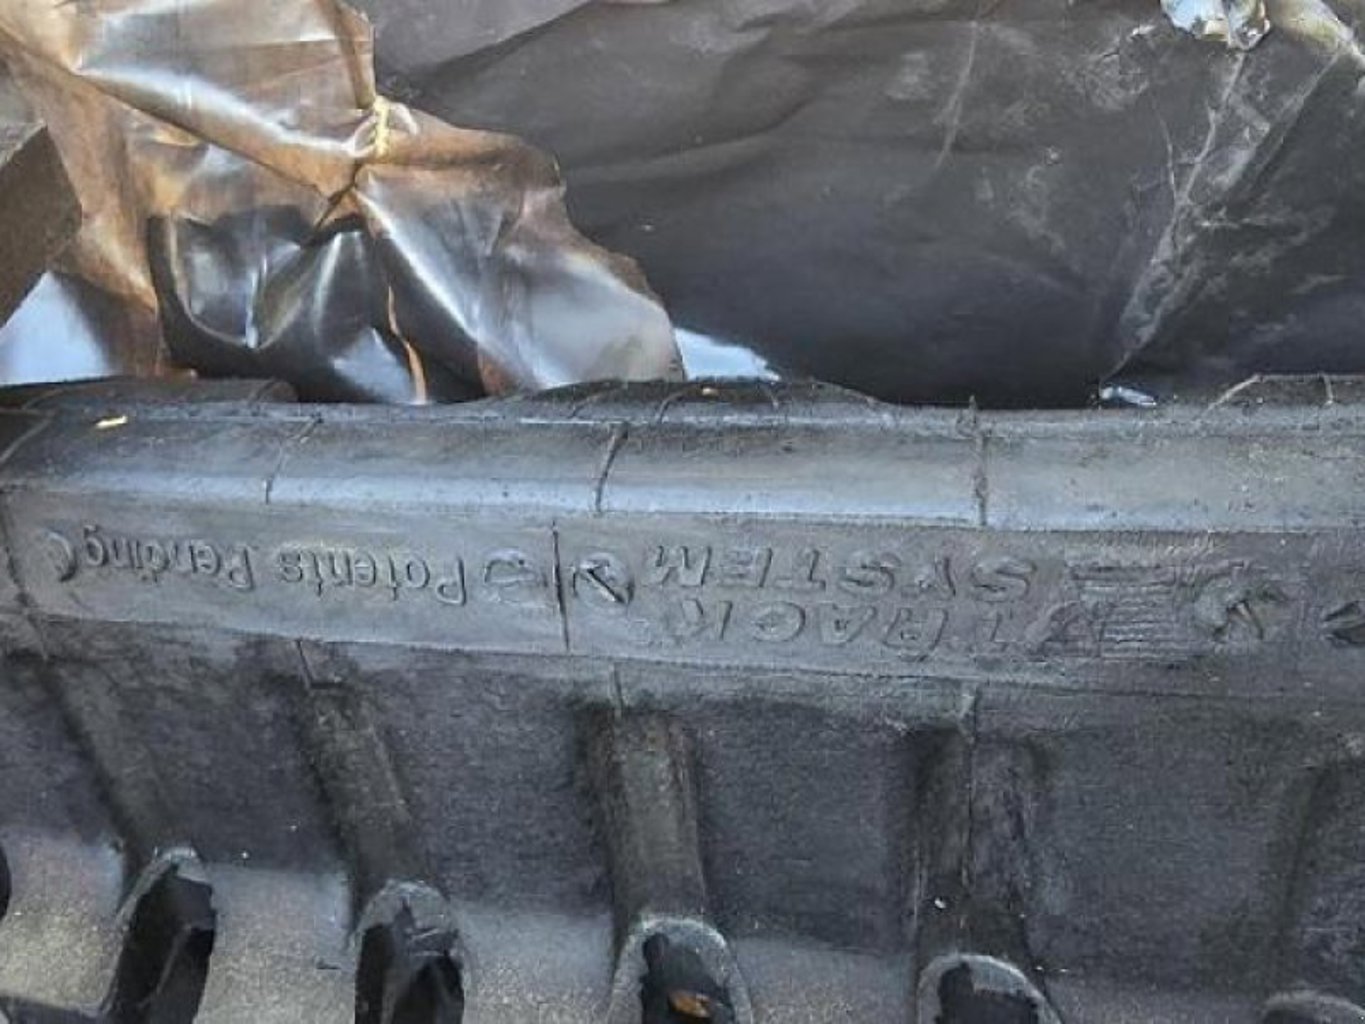 TRACK
SYSTEM
Patents Pending